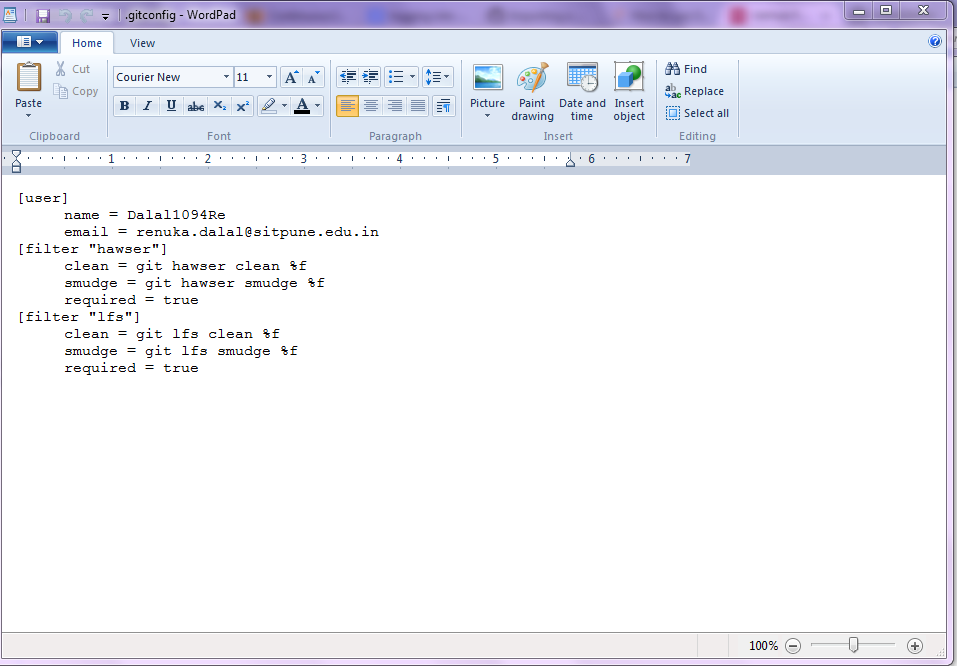 .gitconfig - WordPad
Home View
Paste
Cut
Copy
Clipboard
Courier New 11
B I U abc X₂ X²
A A A
Font
Paragraph
Picture
Paint drawing
Date and time
Insert object
Insert
Find
Replace
Select all
Editing
1 2 3 4 5 6 7
[user]
name = Dalal1094Re
email = renuka.dalal@sitpune.edu.in
[filter "hawser"]
clean = git hawser clean %f
smudge = git hawser smudge %f
required = true
[filter "lfs"]
clean = git lfs clean %f
smudge = git lfs smudge %f
required = true
100%